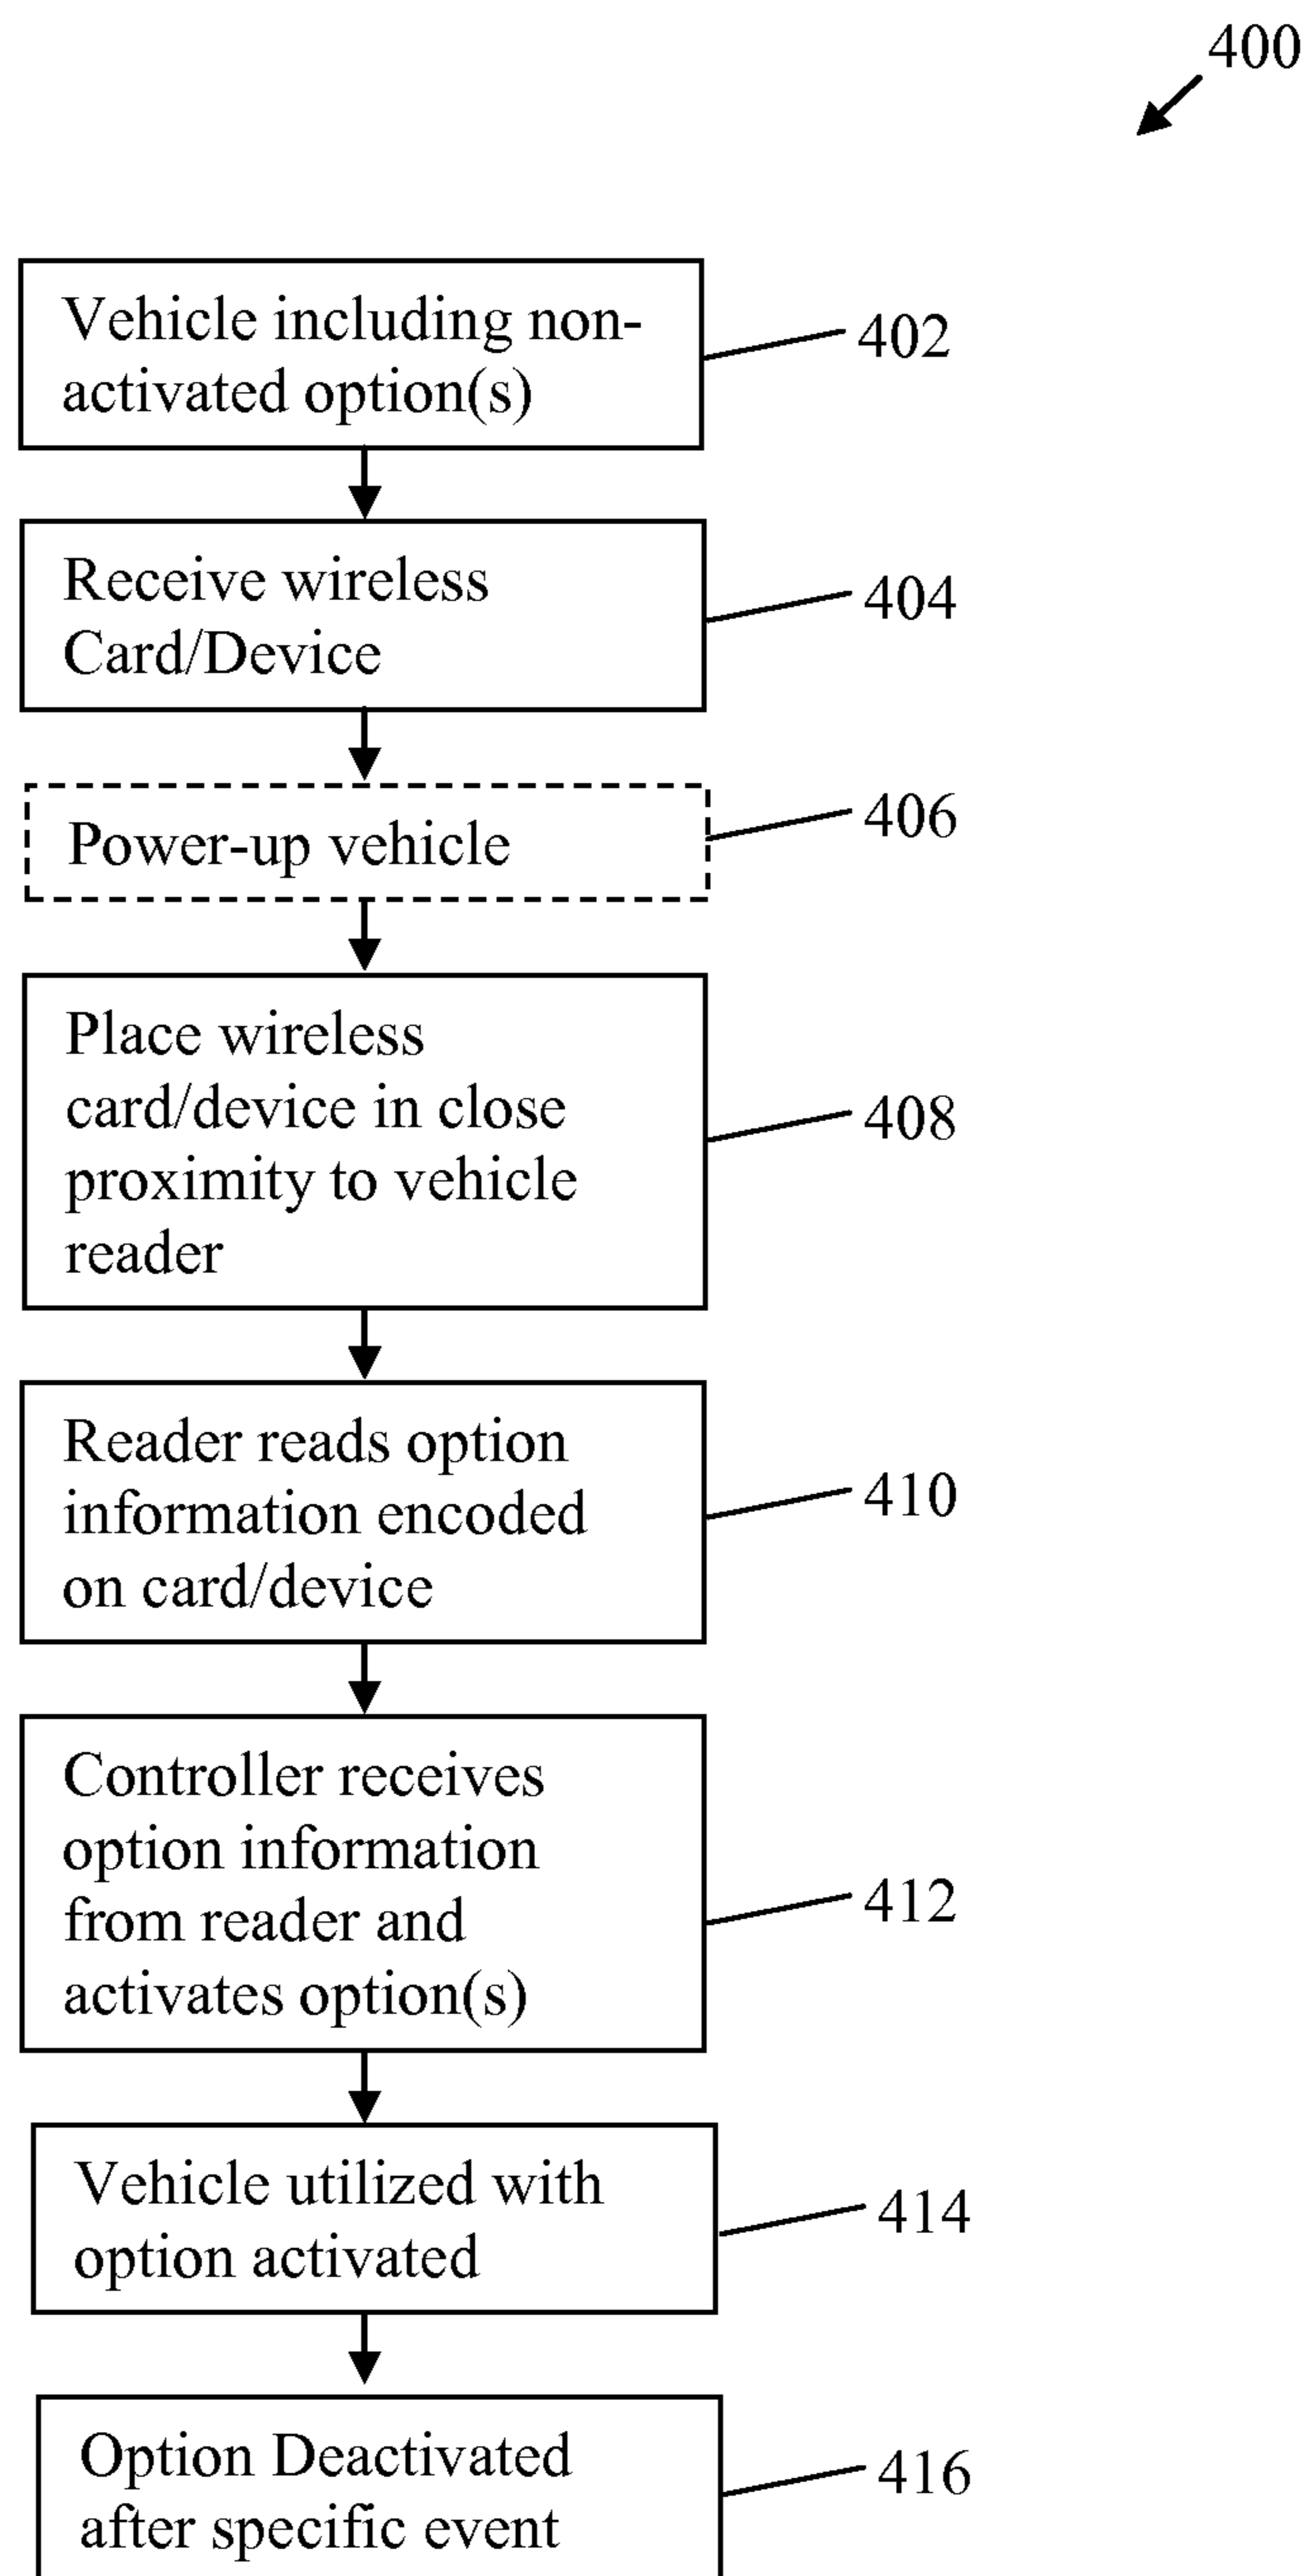 400
Vehicle including non-
activated option(s)
402
Receive wireless
Card/Device
404
Power-up vehicle
406
Place wireless
card/device in close
proximity to vehicle
reader
408
Reader reads option
information encoded
on card/device
410
Controller receives
option information
from reader and
activates option(s)
412
Vehicle utilized with
option activated
414
Option Deactivated
after specific event
416